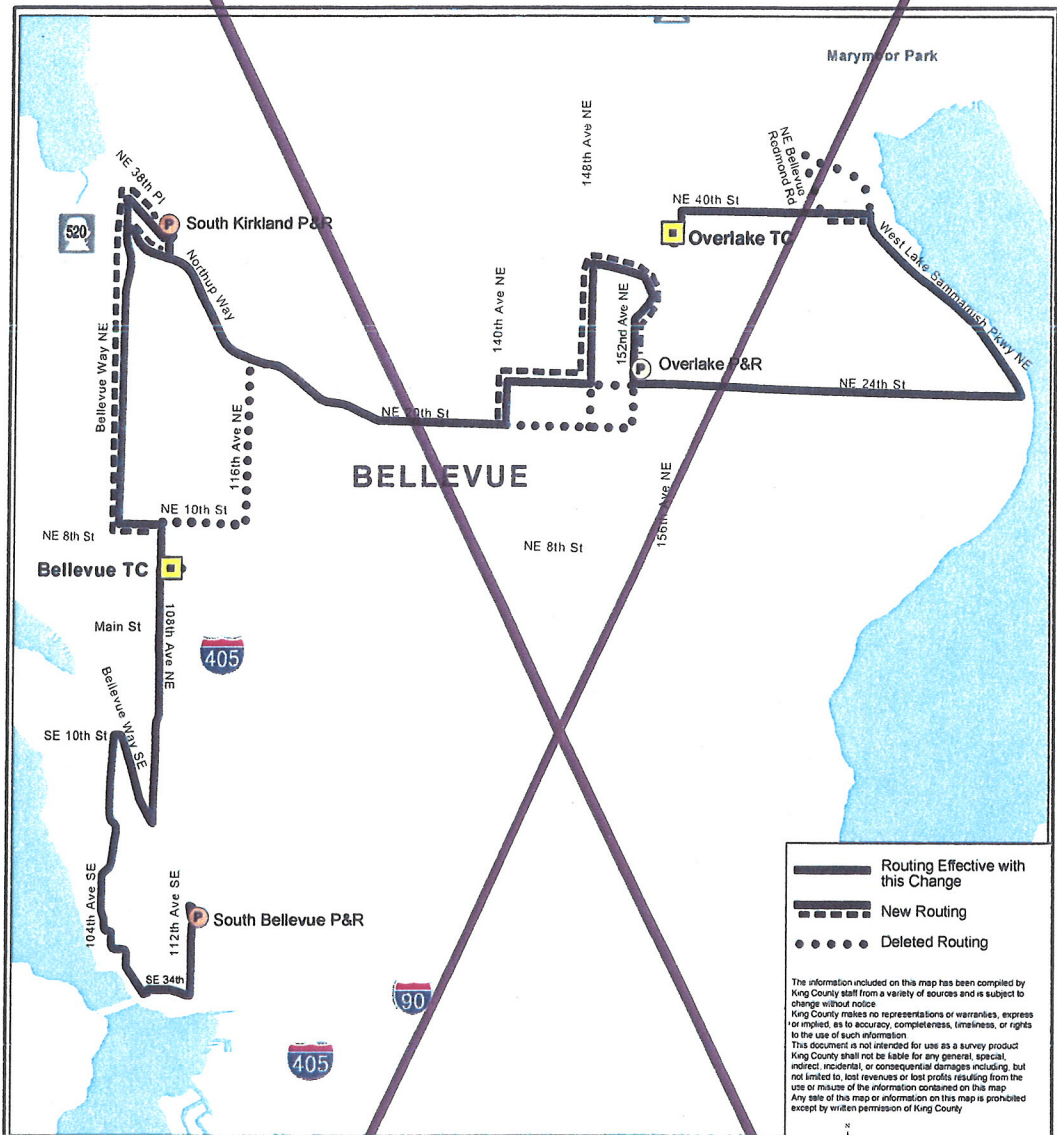 Marymoor Park
148th Ave NE
NE Bellevue
Redmond Rd
NE 38th Pl
NE 40th St
520
South Kirkland P&R
Overlake TC
West Lake Sammamish Pkwy NE
Northup Way
140th Ave NE
152nd Ave NE
Bellevue Way NE
Overlake P&R
NE 24th St
116th Ave NE
NE 20th St
BELLEVUE
156th Ave NE
NE 10th St
NE 8th St
NE 8th St
Bellevue TC
Main St
108th Ave NE
405
Bellevue Way SE
SE 10th St
104th Ave SE
112th Ave SE
South Bellevue P&R
SE 34th
90
405
Routing Effective with
this Change
New Routing
Deleted Routing
The information included on this map has been compiled by
King County staff from a variety of sources and is subject to
change without notice
King County makes no representations or warranties, express
or implied, as to accuracy, completeness, timeliness, or rights
to the use of such information
This document is not intended for use as a survey product
King County shall not be liable for any general, special,
indirect, incidental, or consequential damages including, but
not limited to, lost revenues or lost profits resulting from the
use or misuse of the information contained on this map
Any sale of this map or information on this map is prohibited
except by written permission of King County
N